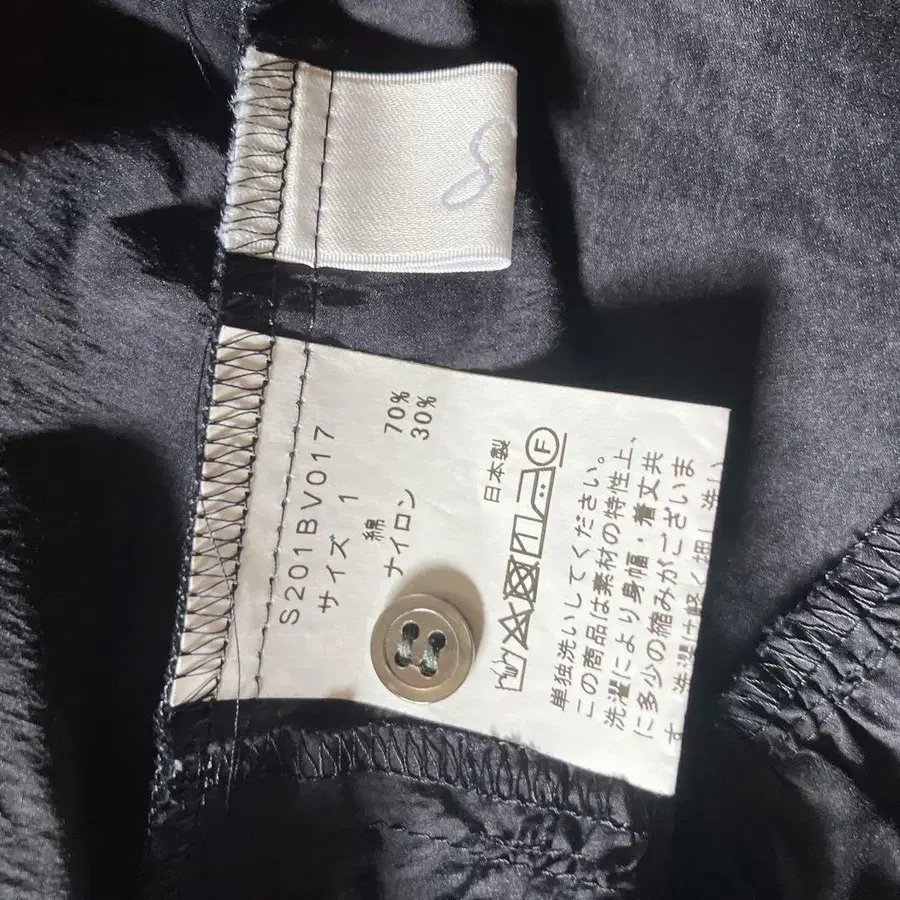 S201BV017
サイズ 1
綿 70%
ナイロン 30%
日本製
F
単独洗いしてください。
この商品は素材の特性上、
洗濯により身幅・着丈共
に多少の縮みがございま
す